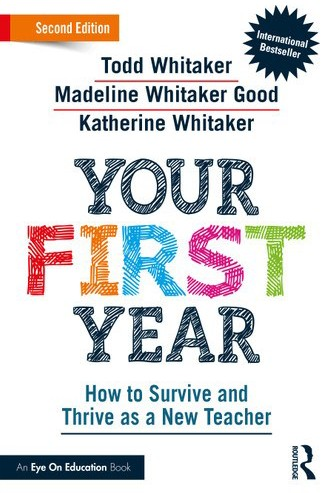 Second Edition
International
Bestseller
Todd Whitaker
Madeline Whitaker Good
Katherine Whitaker
YOUR
FIRST
YEAR
How to Survive and
Thrive as a New Teacher
An Eye On Education Book
ROUTLEDGE